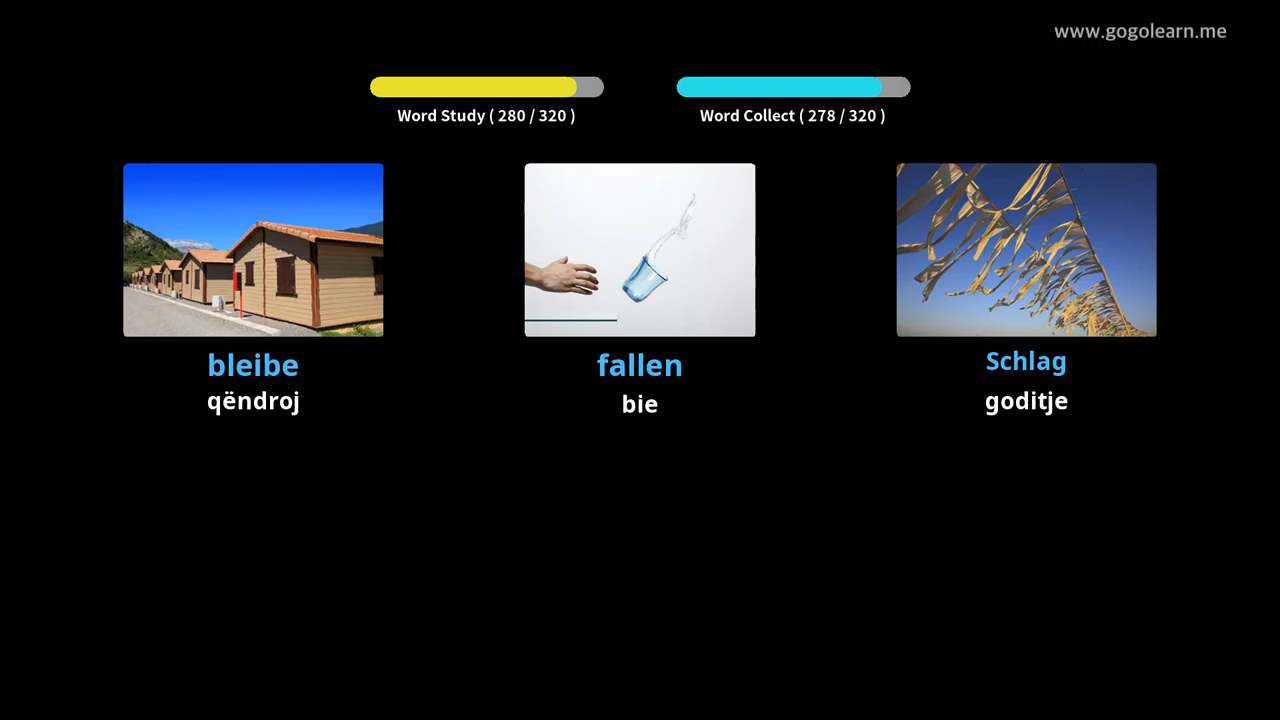 www.gogolearn.me
Word Study ( 280 / 320 )
Word Collect ( 278 / 320 )
bleibe
qëndroj
fallen
bie
Schlag
goditje